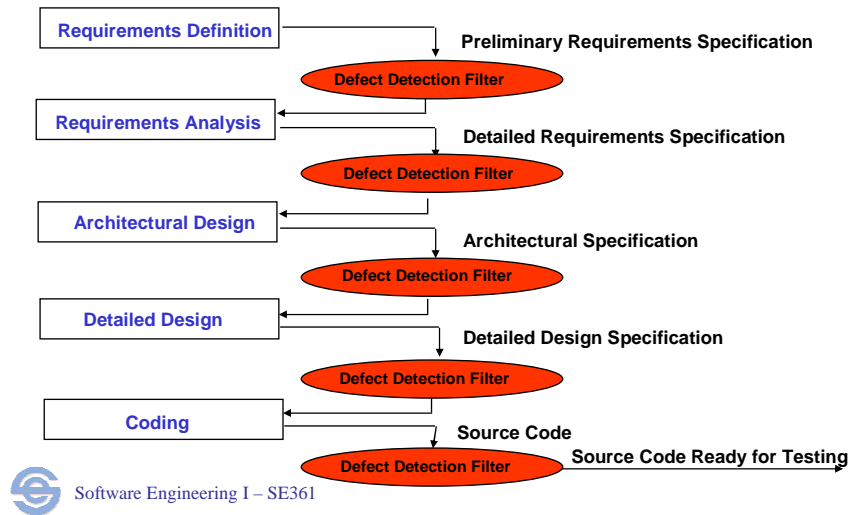 Requirements Definition
Preliminary Requirements Specification
Defect Detection Filter
Requirements Analysis
Detailed Requirements Specification
Defect Detection Filter
Architectural Design
Architectural Specification
Defect Detection Filter
Detailed Design
Detailed Design Specification
Defect Detection Filter
Coding
Source Code
Defect Detection Filter
Source Code Ready for Testing
Software Engineering I – SE361